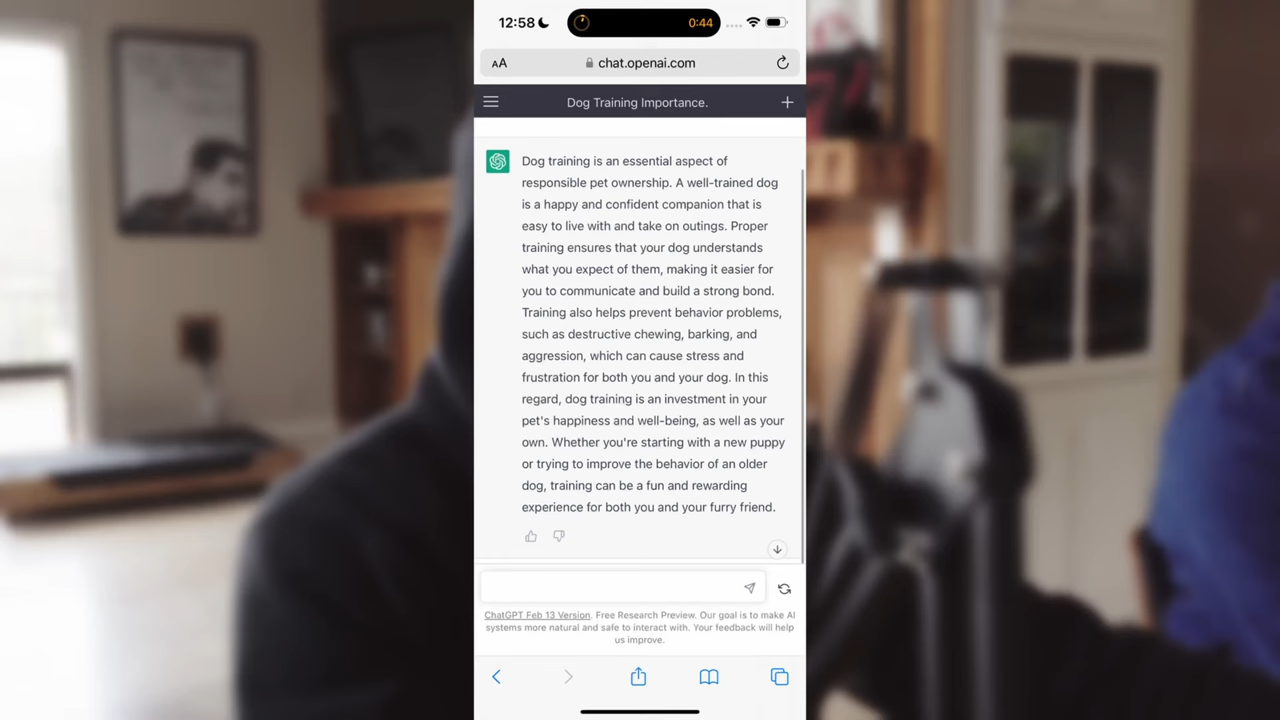 12:58
0:44
AA
chat.openai.com
Dog Training Importance.
Dog training is an essential aspect of
responsible pet ownership. A well-trained dog
is a happy and confident companion that is
easy to live with and take on outings. Proper
training ensures that your dog understands
what you expect of them, making it easier for
you to communicate and build a strong bond.
Training also helps prevent behavior problems,
such as destructive chewing, barking, and
aggression, which can cause stress and
frustration for both you and your dog. In this
regard, dog training is an investment in your
pet's happiness and well-being, as well as your
own. Whether you're starting with a new puppy
or trying to improve the behavior of an older
dog, training can be a fun and rewarding
experience for both you and your furry friend.
ChatGPT Feb 13 Version. Free Research Preview. Our goal is to make AI
systems more natural and safe to interact with. Your feedback will help
us improve.